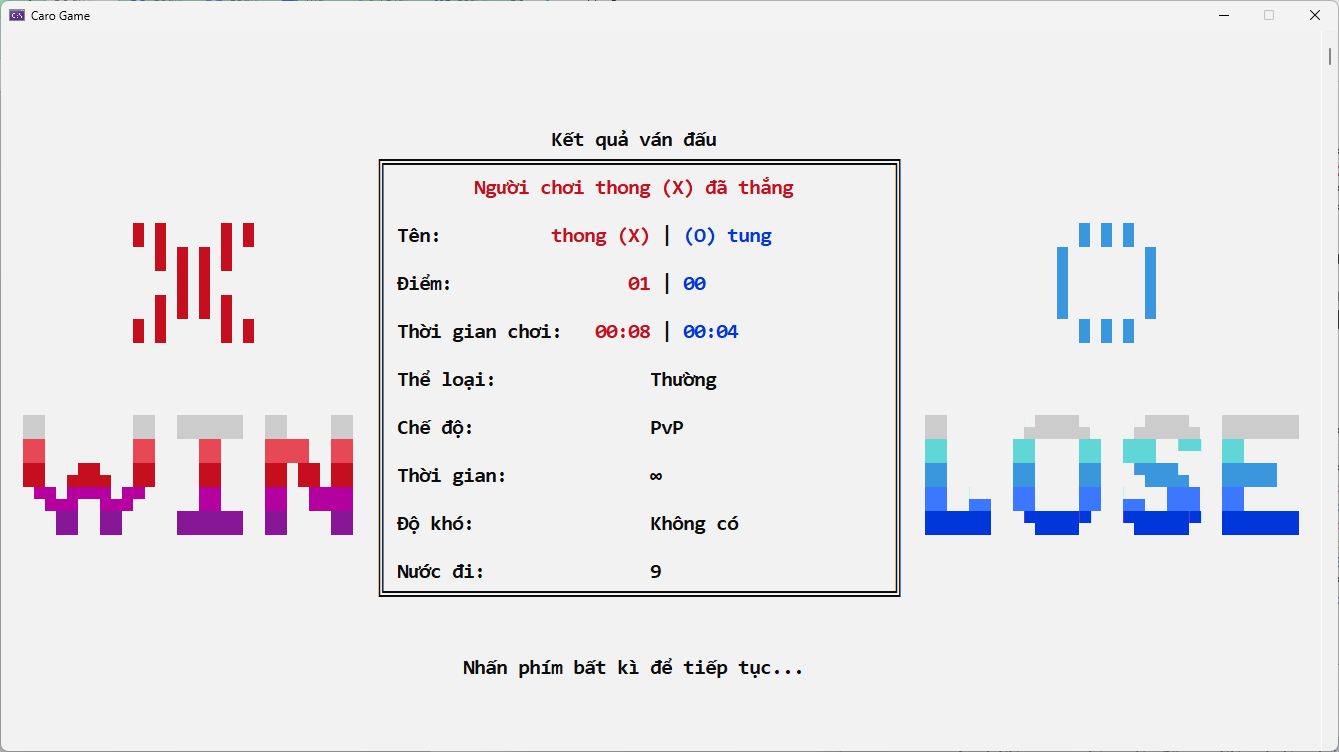 Caro Game
Kết quả ván đấu
Người chơi thong (X) đã thắng
Tên: thong (X) | (O) tung
Điểm: 01 | 00
Thời gian chơi: 00:08 | 00:04
Thể loại: Thường
Chế độ: PvP
Thời gian: ∞
Độ khó: Không có
Nước đi: 9
X
O
WIN
LOSE
Nhấn phím bất kì để tiếp tục...